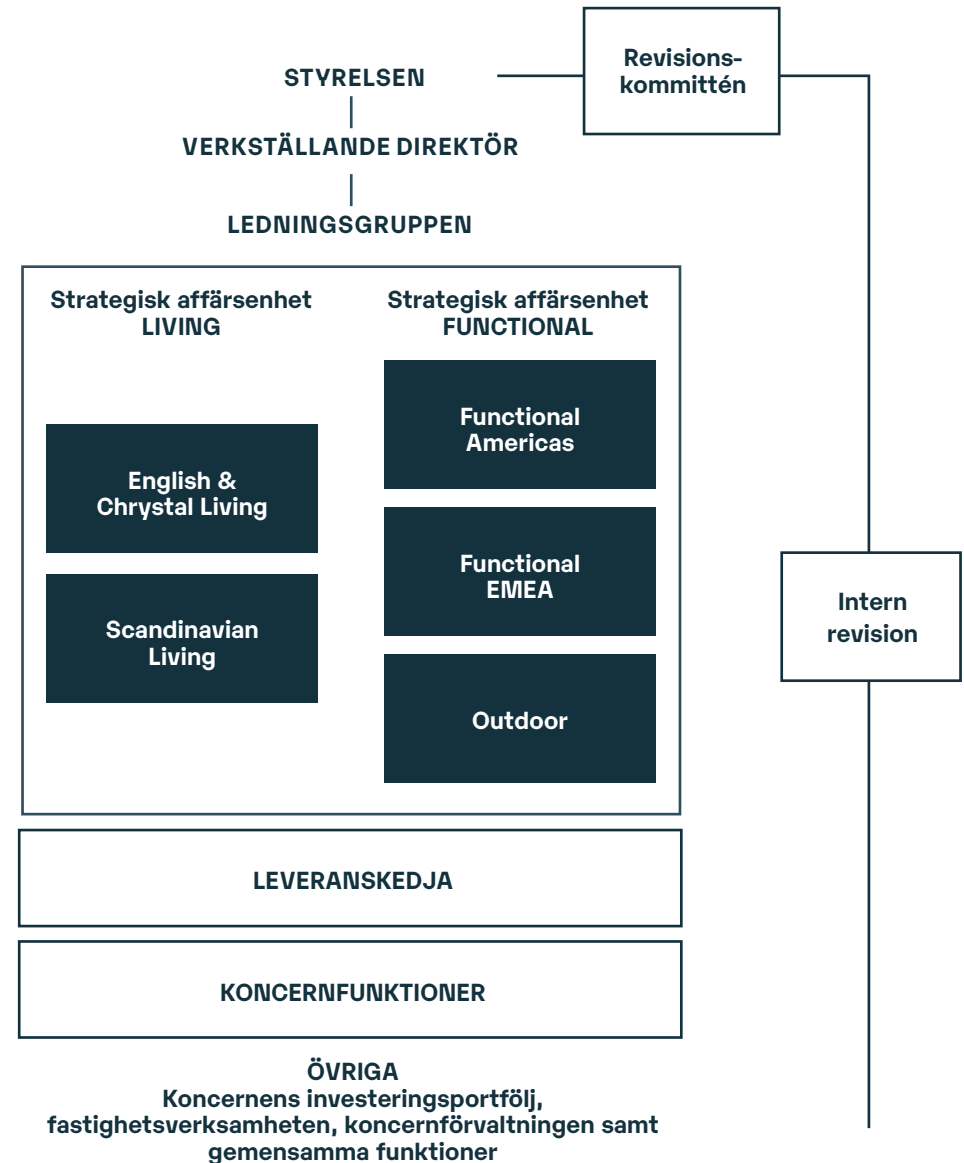 STYRELSEN
Revisions-
kommittén
VERKSTÄLLANDE DIREKTÖR
LEDNINGSGRUPPEN
Strategisk affärsenhet
LIVING
English &
Chrystal Living
Scandinavian
Living
Strategisk affärsenhet
FUNCTIONAL
Functional
Americas
Functional
EMEA
Outdoor
Intern
revision
LEVERANSKEDJA
KONCERNFUNKTIONER
ÖVRIGA
Koncernens investeringsportfölj,
fastighetsverksamheten, koncernförvaltningen samt
gemensamma funktioner